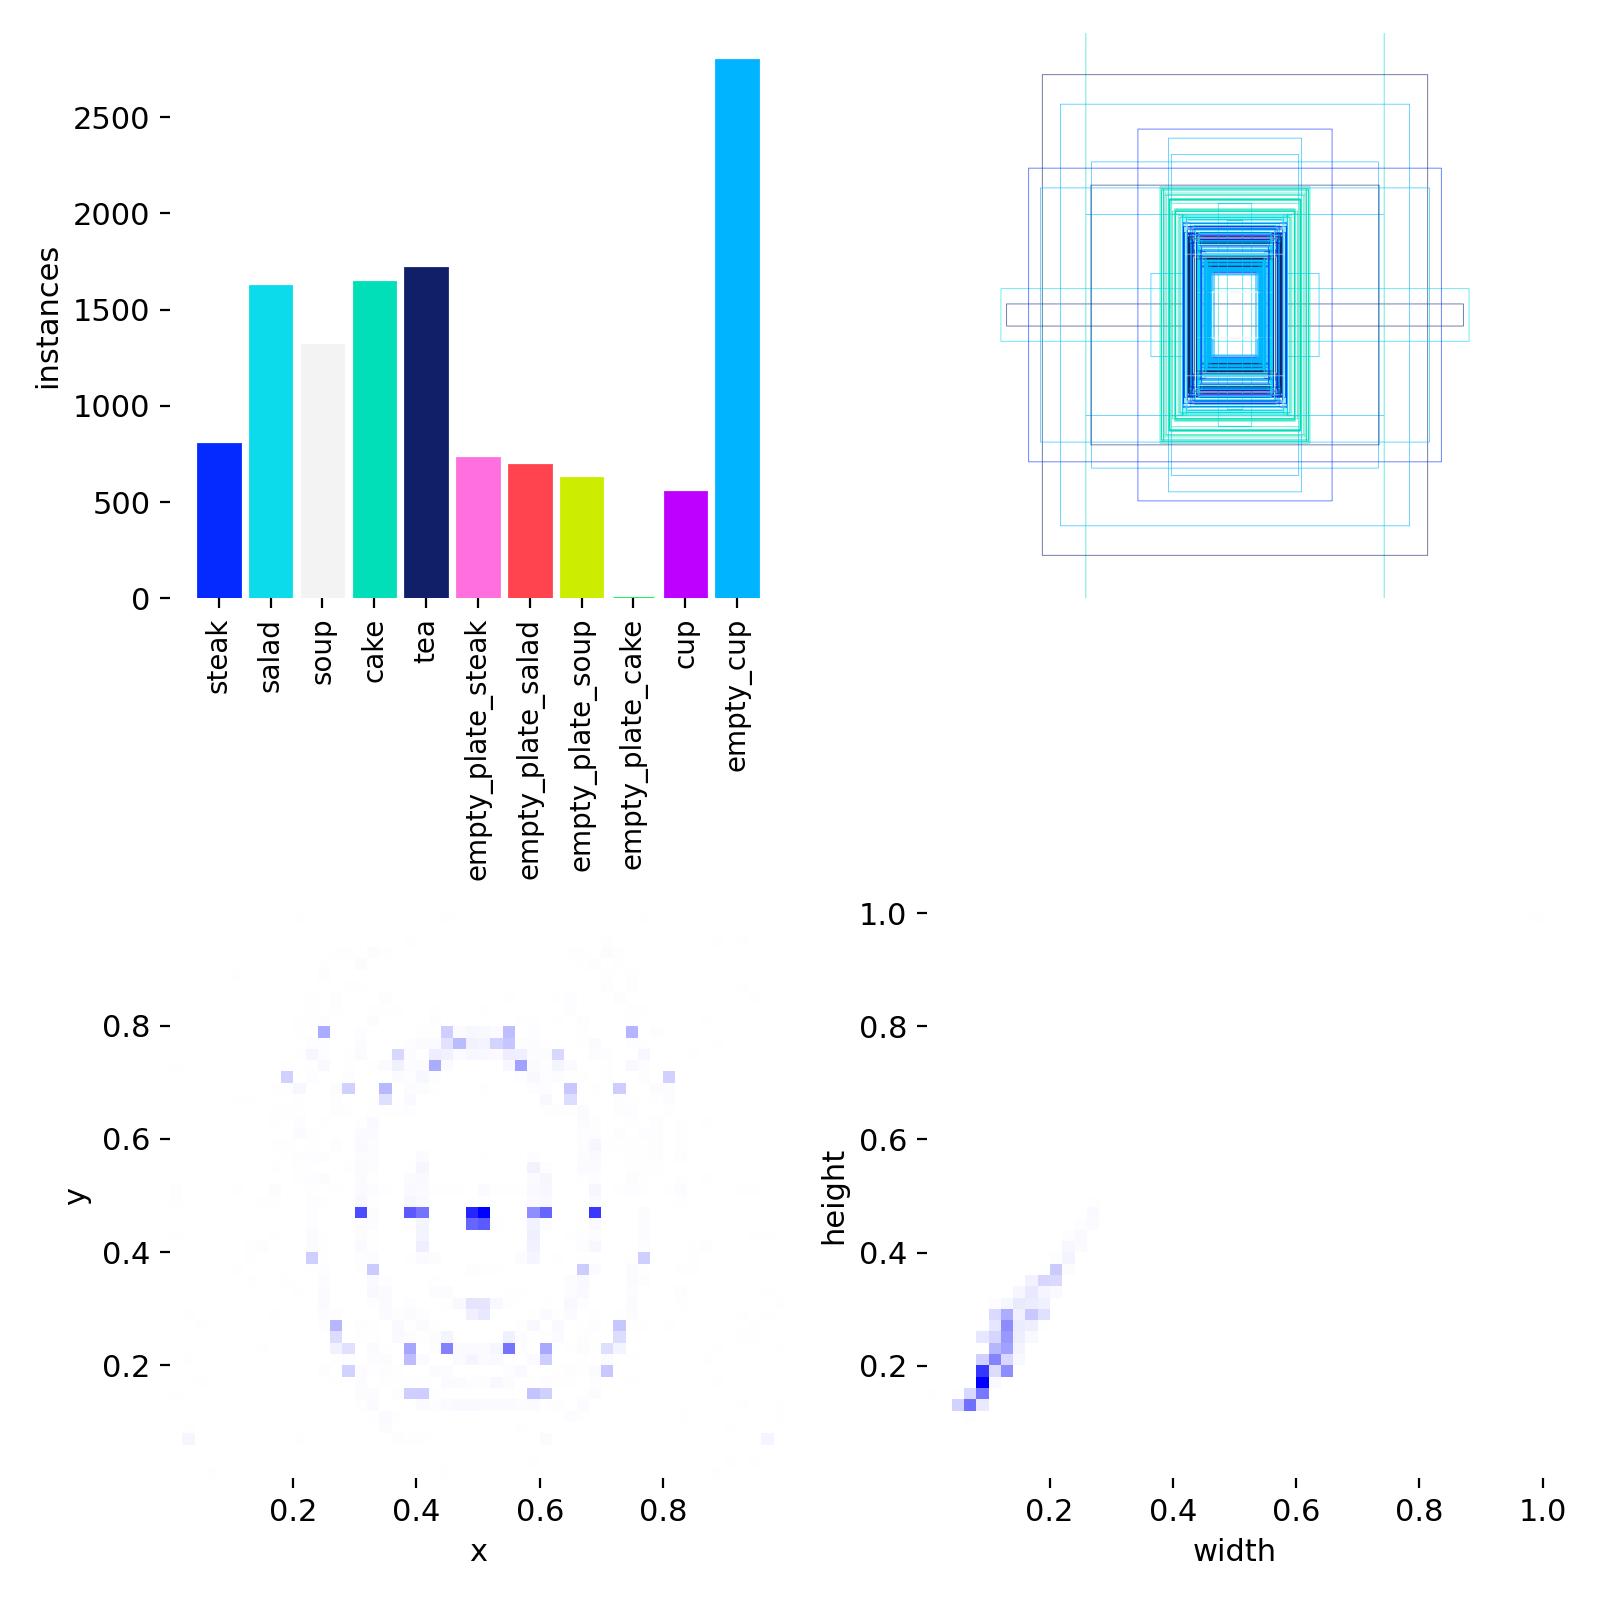 instances
2500
2000
1500
1000
500
0
steak
salad
soup
cake
tea
empty_plate_steak
empty_plate_salad
empty_plate_soup
empty_plate_cake
cup
empty_cup
y
0.8
0.6
0.4
0.2
0.2 0.4 0.6 0.8
x
height
1.0
0.8
0.6
0.4
0.2
0.2 0.4 0.6 0.8 1.0
width